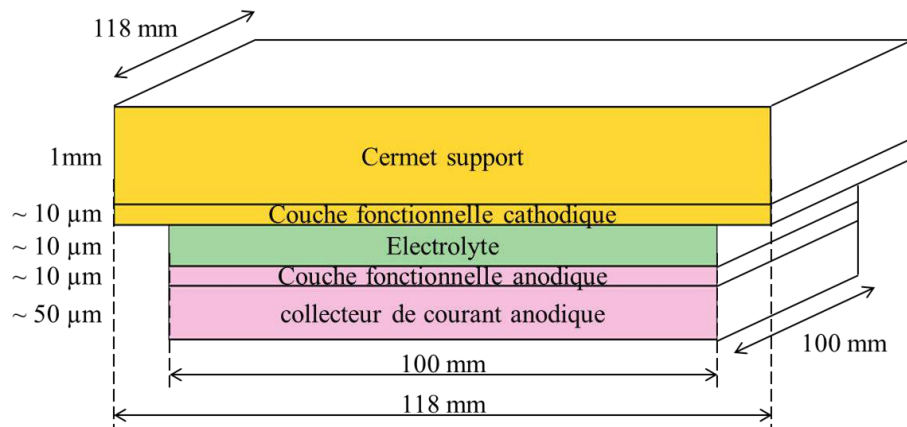 118 mm
1mm
Cermet support
~ 10 µm
Couche fonctionnelle cathodique
~ 10 µm
Electrolyte
~ 10 µm
Couche fonctionnelle anodique
~ 50 µm
collecteur de courant anodique
100 mm
100 mm
118 mm